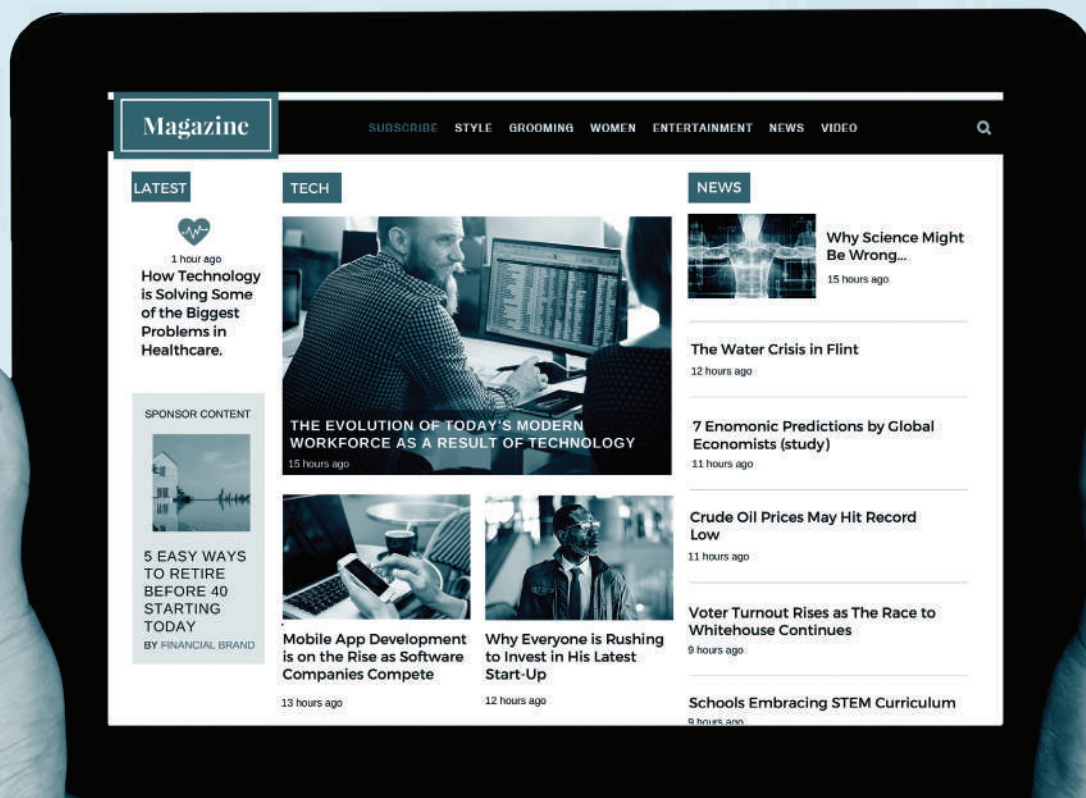 Magazine
SUBSCRIBE STYLE GROOMING WOMEN ENTERTAINMENT NEWS VIDEO
LATEST
1 hour ago
How Technology
is Solving Some
of the Biggest
Problems in
Healthcare.
SPONSOR CONTENT
5 EASY WAYS
TO RETIRE
BEFORE 40
STARTING
TODAY
BY FINANCIAL BRAND
TECH
THE EVOLUTION OF TODAY'S MODERN
WORKFORCE AS A RESULT OF TECHNOLOGY
15 hours ago
Mobile App Development
is on the Rise as Software
Companies Compete
13 hours ago
Why Everyone is Rushing
to Invest in His Latest
Start-Up
12 hours ago
NEWS
Why Science Might
Be Wrong...
15 hours ago
The Water Crisis in Flint
12 hours ago
7 Enomonic Predictions by Global
Economists (study)
11 hours ago
Crude Oil Prices May Hit Record
Low
11 hours ago
Voter Turnout Rises as The Race to
Whitehouse Continues
9 hours ago
Schools Embracing STEM Curriculum
9 hours ago